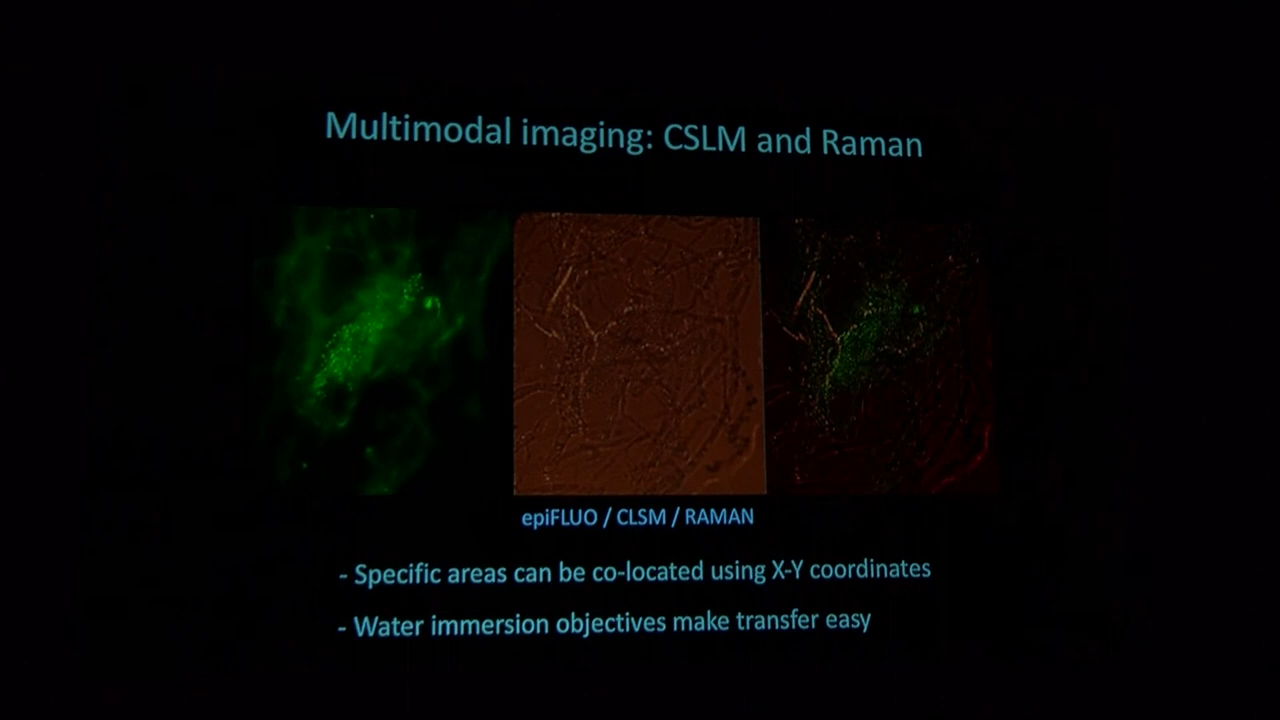 Multimodal imaging: CSLM and Raman
epiFLUO / CLSM / RAMAN
- Specific areas can be co-located using X-Y coordinates
- Water immersion objectives make transfer easy